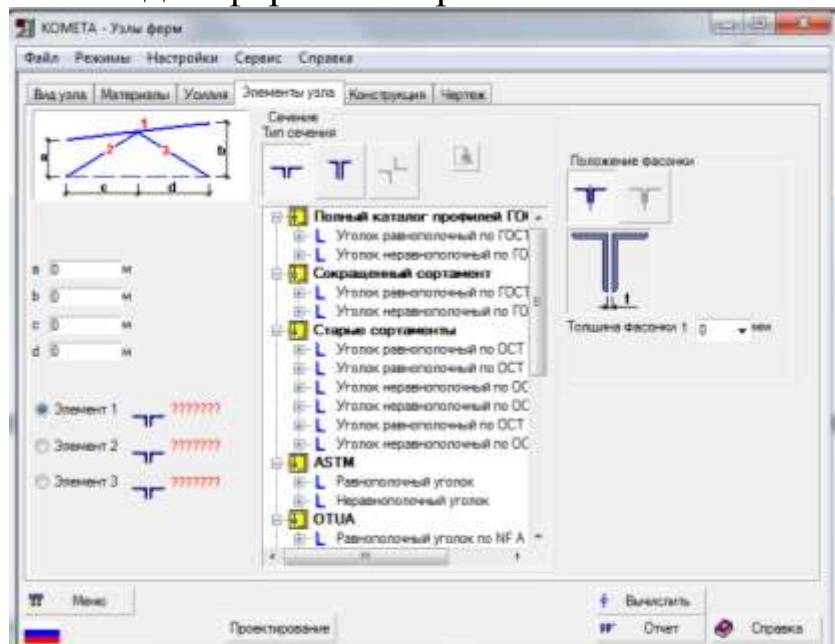 КОМЕТА - Узлы ферм
Файл Режимы Настройки Сервис Справка
Вид узла Материалы Усилия Элементы узла Конструкция Чертеж
1
2 3
a b
c d
Сечение
Тип сечения
Положение фасонки
t
Толщина фасонки t 0 мм
a 0 м
b 0 м
c 0 м
d 0 м
Элемент 1 ???????
Элемент 2 ???????
Элемент 3 ???????
Полный каталог профилей ГО
Уголок равнополочный по ГОСТ
Уголок неравнополочный по ГО
Сокращенный сортамент
Уголок равнополочный по ГОСТ
Уголок неравнополочный по ГО
Старые сортаменты
Уголок равнополочный по ОСТ
Уголок равнополочный по ОСТ
Уголок неравнополочный по ОС
Уголок неравнополочный по ОС
Уголок равнополочный по ОСТ
Уголок неравнополочный по ОС
ASTM
Равнополочный уголок
Неравнополочный уголок
OTUA
Равнополочный уголок по NF A
Меню
Проектирование
Вычислить
Отчет
Справка